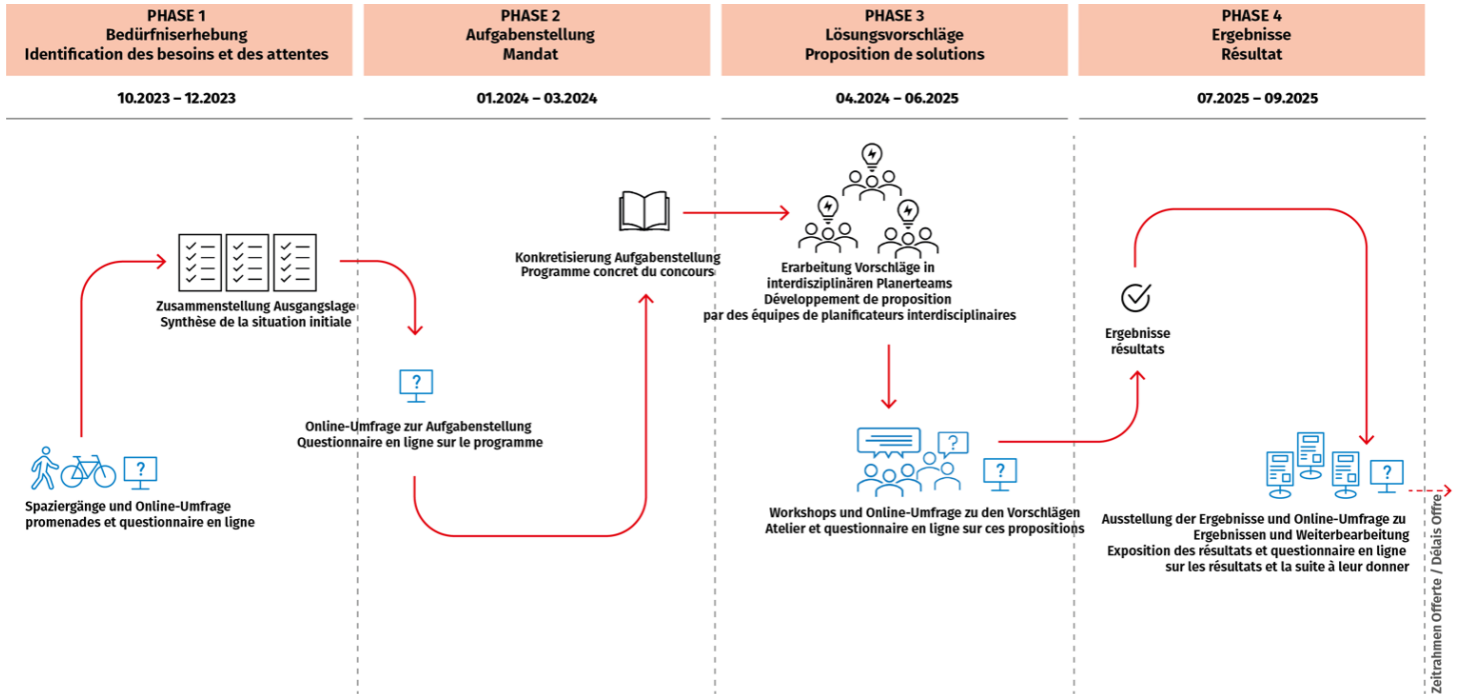 PHASE 1
Bedürfniserhebung
Identification des besoins et des attentes
10.2023 – 12.2023
PHASE 2
Aufgabenstellung
Mandat
01.2024 – 03.2024
PHASE 3
Lösungsvorschläge
Proposition de solutions
04.2024 – 06.2025
PHASE 4
Ergebnisse
Résultat
07.2025 – 09.2025
Zusammenstellung Ausgangslage
Synthèse de la situation initiale
?
Spaziergänge und Online-Umfrage
promenades et questionnaire en ligne
?
Online-Umfrage zur Aufgabenstellung
Questionnaire en ligne sur le programme
Konkretisierung Aufgabenstellung
Programme concret du concours
Erarbeitung Vorschläge in
interdisziplinären Planerteams
Développement de proposition
par des équipes de planificateurs interdisciplinaires
?
?
Workshops und Online-Umfrage zu den Vorschlägen
Atelier et questionnaire en ligne sur ces propositions
Ergebnisse
résultats
?
Ausstellung der Ergebnisse und Online-Umfrage zu
Ergebnissen und Weiterbearbeitung
Exposition des résultats et questionnaire en ligne
sur les résultats et la suite à leur donner
Zeitrahmen Offerte / Délais Offre